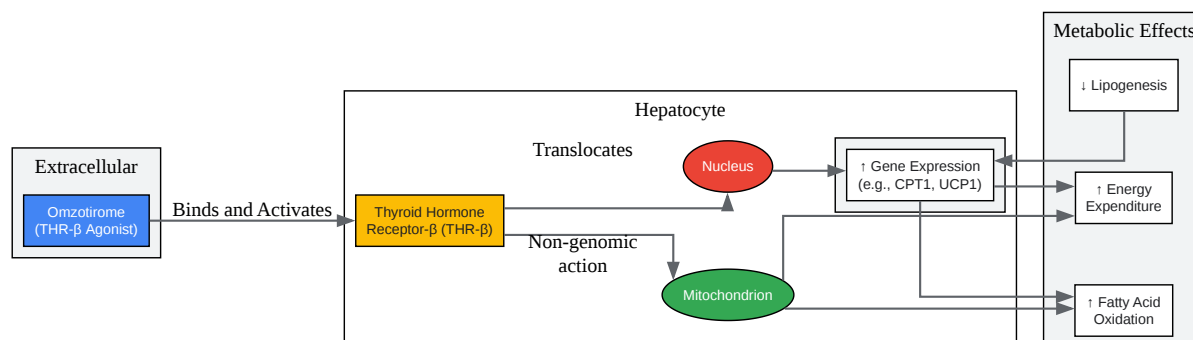 Metabolic Effects
↓ Lipogenesis
Hepatocyte
Translocates
Nucleus
↑ Gene Expression
(e.g., CPT1, UCP1)
Extracellular
Omzotirome
(THR-β Agonist)
Binds and Activates
Thyroid Hormone
Receptor-β (THR-β)
↑ Energy
Expenditure
Non-genomic
action
Mitochondrion
↑ Fatty Acid
Oxidation